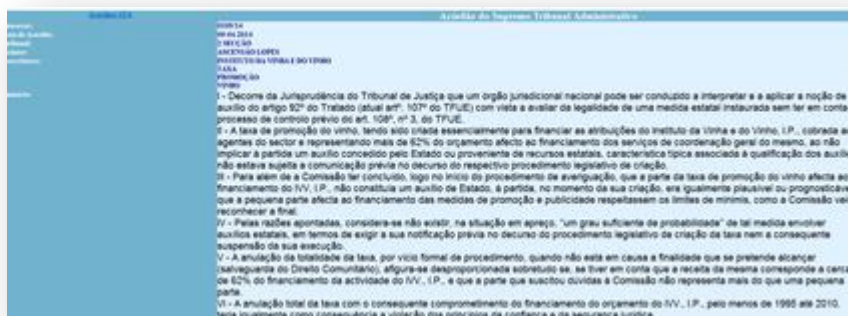 Acórdãos STA
Acórdão do Supremo Tribunal Administrativo
2 SECÇÃO
ASCENSÃO LOPES
INSTITUTO DA VINHA E DO VINHO
TAXA
PROMOÇÃO
VINHO
I - Decorre da Jurisprudência do Tribunal de Justiça que um órgão jurisdicional nacional pode ser conduzido a interpretar e a aplicar a noção de
auxílio do artigo 92º do Tratado (atual artº. 107º do TFUE) com vista a avaliar da legalidade de uma medida estatal instaurada sem ter em conta
processo de controlo prévio do art. 108º, nº 3, do TFUE.
II - A taxa de promoção do vinho, tendo sido criada essencialmente para financiar as atribuições do Instituto da Vinha e do Vinho, I.P., cobrada ao
agentes do sector e representando mais de 62% do orçamento afecto ao financiamento dos serviços de coordenação geral do mesmo, ao não
implicar à partida um auxílio concedido pelo Estado ou proveniente de recursos estatais, característica típica associada à qualificação dos auxílio
não estava sujeita a comunicação prévia no decurso do respectivo procedimento legislativo de criação.
III - Para além de a Comissão ter concluído, logo no início do procedimento de averiguação, que a parte da taxa de promoção do vinho afecta ao
financiamento do IVV, I.P., não constituía um auxílio de Estado, à partida, no momento da sua criação, era igualmente plausível ou prognosticáve
que a pequena parte afecta ao financiamento das medidas de promoção e publicidade respeitassem os limites de minimis, como a Comissão veio
reconhecer a final.
IV - Pelas razões apontadas, considera-se não existir, na situação em apreço, "um grau suficiente de probabilidade" de tal medida envolver
auxílios estatais, em termos de exigir a sua notificação prévia no decurso do procedimento legislativo de criação da taxa nem a consequente
suspensão da sua execução.
V - A anulação da totalidade da taxa, por vício formal de procedimento, quando não está em causa a finalidade que se pretende alcançar
(salvaguarda do Direito Comunitário), afigura-se desproporcionada sobretudo se, se tiver em conta que a receita da mesma corresponde a cerca
de 62% do financiamento da actividade do IVV., I.P., e que a parte que suscitou dúvidas à Comissão não representa mais do que uma pequena
parte.
VI - A anulação total da taxa com o consequente comprometimento do financiamento do orçamento do IVV., I.P., pelo menos de 1995 até 2010,
teria igualmente como consequência a violação dos princípios da confiança e da segurança jurídica.